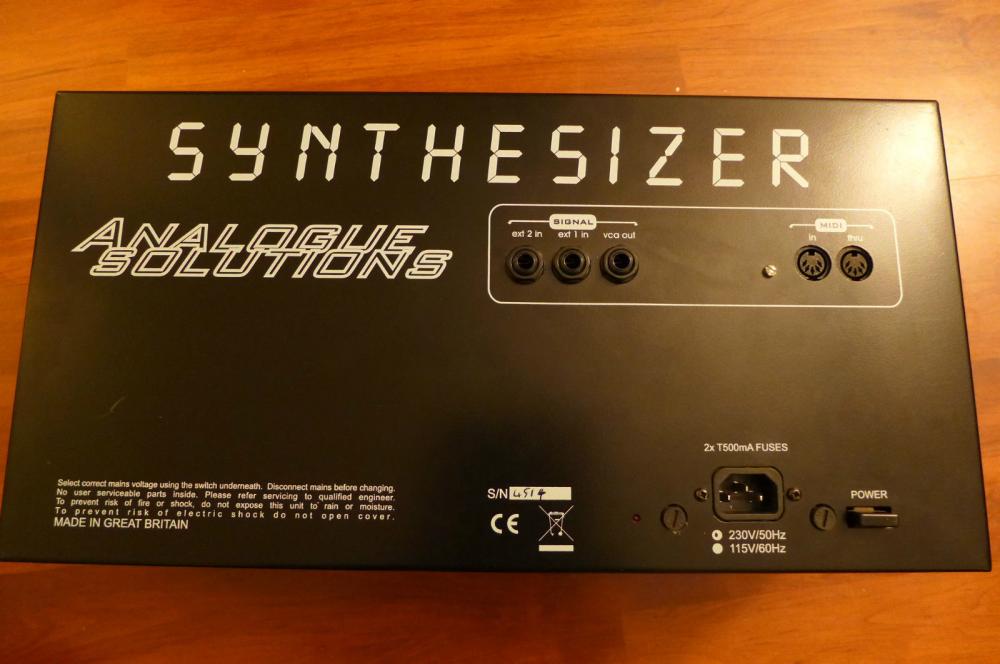 SYNTHESIZER
ANALOGUE
SOLUTIONS
SIGNAL
ext 2 in ext 1 in vca out
MIDI
in thru
2x T500mA FUSES
Select correct mains voltage using the switch underneath. Disconnect mains before changing.
No user serviceable parts inside. Please refer servicing to qualified engineer.
To prevent risk of fire or shock, do not expose this unit to rain or moisture.
To prevent risk of electric shock do not open cover.
MADE IN GREAT BRITAIN
S/N 4514
CE
POWER
230V/50Hz
115V/60Hz